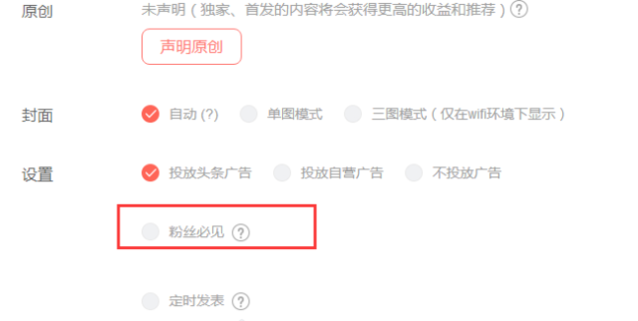 原创 未声明 ( 独家、首发的内容将会获得更高的收益和推荐 ) ?
声明原创
封面 自动 (?) 单图模式 三图模式 ( 仅在wifi环境下显示 )
设置 投放头条广告 投放自营广告 不投放广告
粉丝必见 ?
定时发表 ?